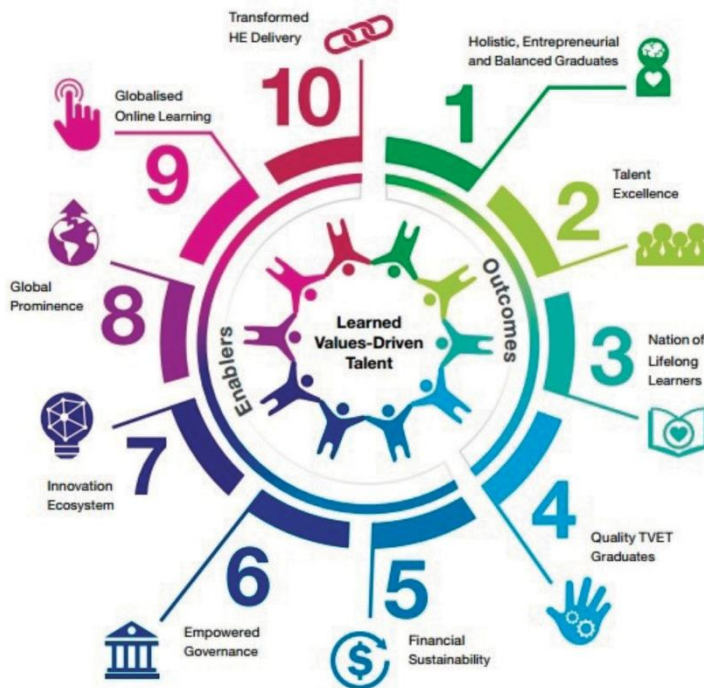 Transformed
HE Delivery
10
Holistic, Entrepreneurial
and Balanced Graduates
1
Talent
Excellence
2
Nation of
Lifelong
Learners
3
Quality TVET
Graduates
4
Financial
Sustainability
5
Empowered
Governance
6
Innovation
Ecosystem
7
Global
Prominence
8
Globalised
Online Learning
9
Enablers
Outcomes
Learned
Values-Driven
Talent
$